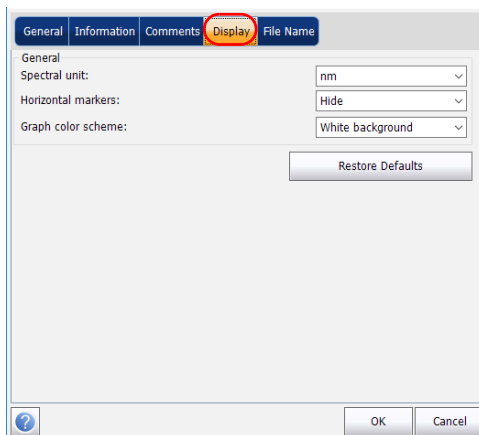 General Information Comments Display File Name
General
Spectral unit: nm
Horizontal markers: Hide
Graph color scheme: White background
Restore Defaults
? OK Cancel